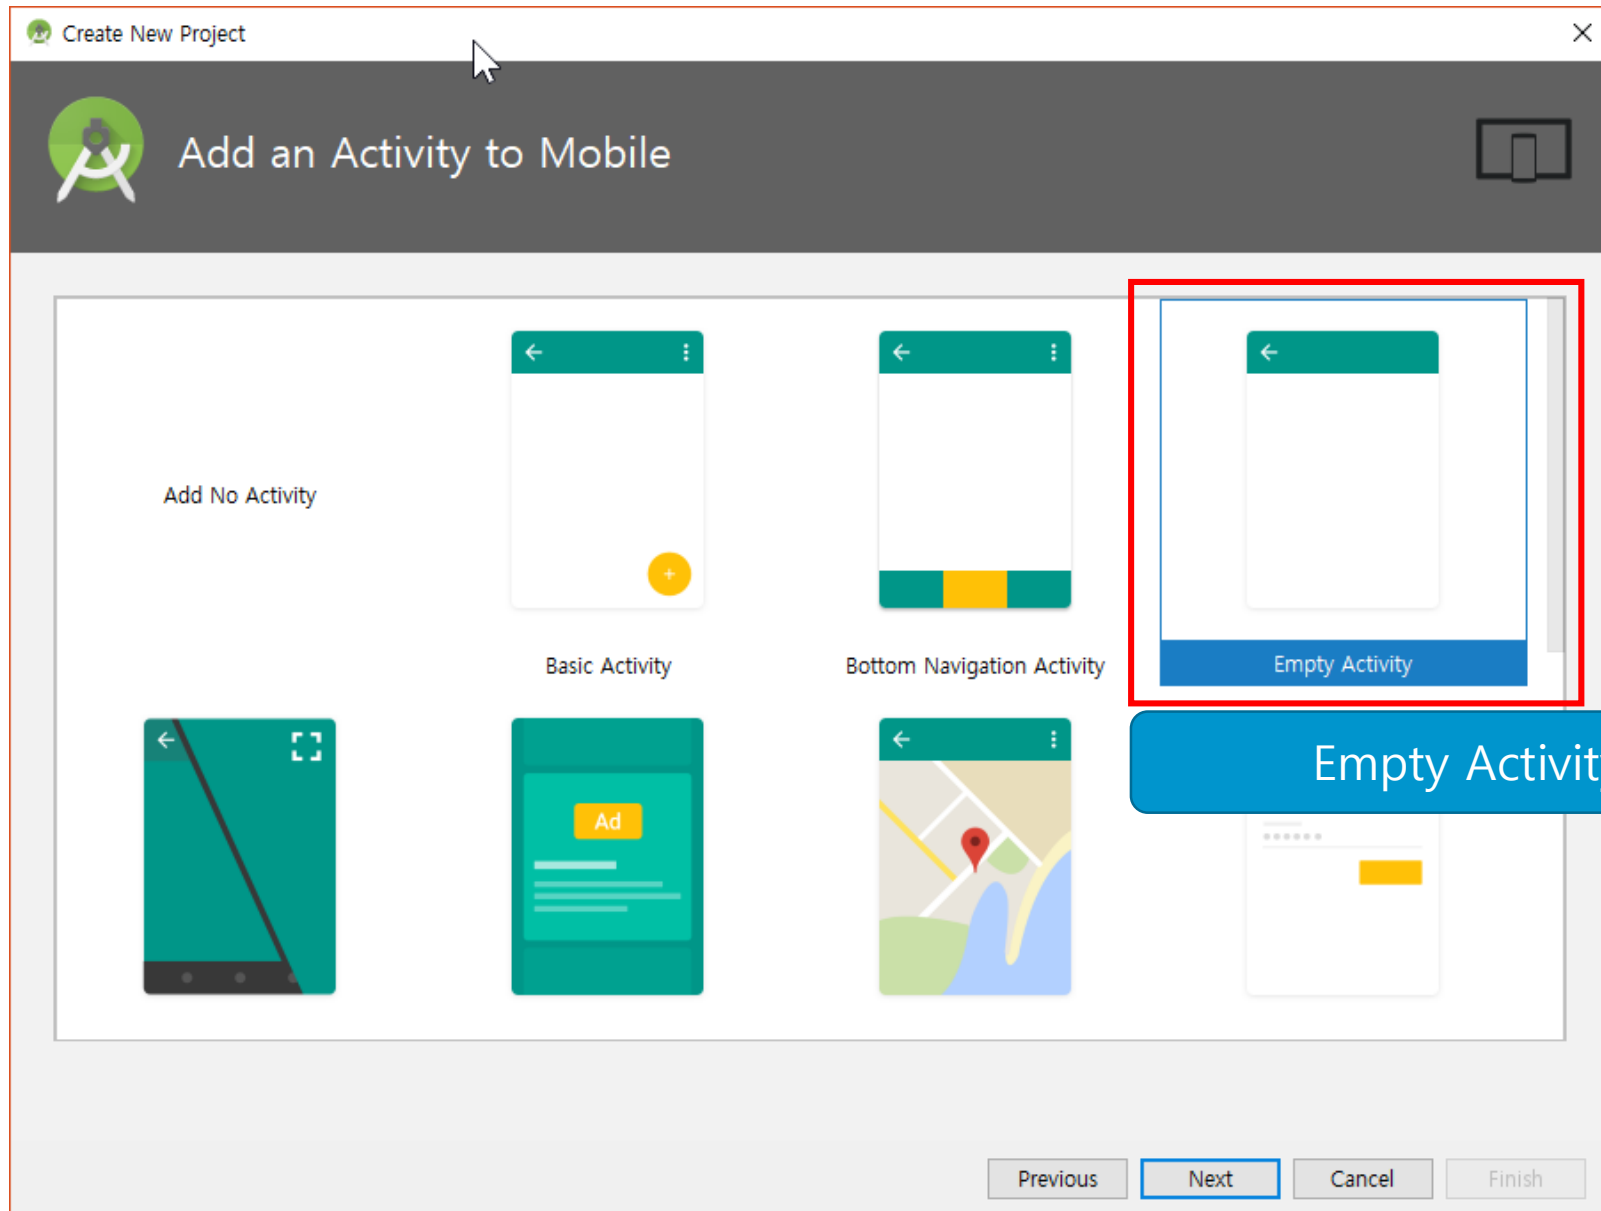 Create New Project
Add an Activity to Mobile
Add No Activity
Basic Activity
Bottom Navigation Activity
Empty Activity
Empty Activit
Ad
Previous
Next
Cancel
Finish